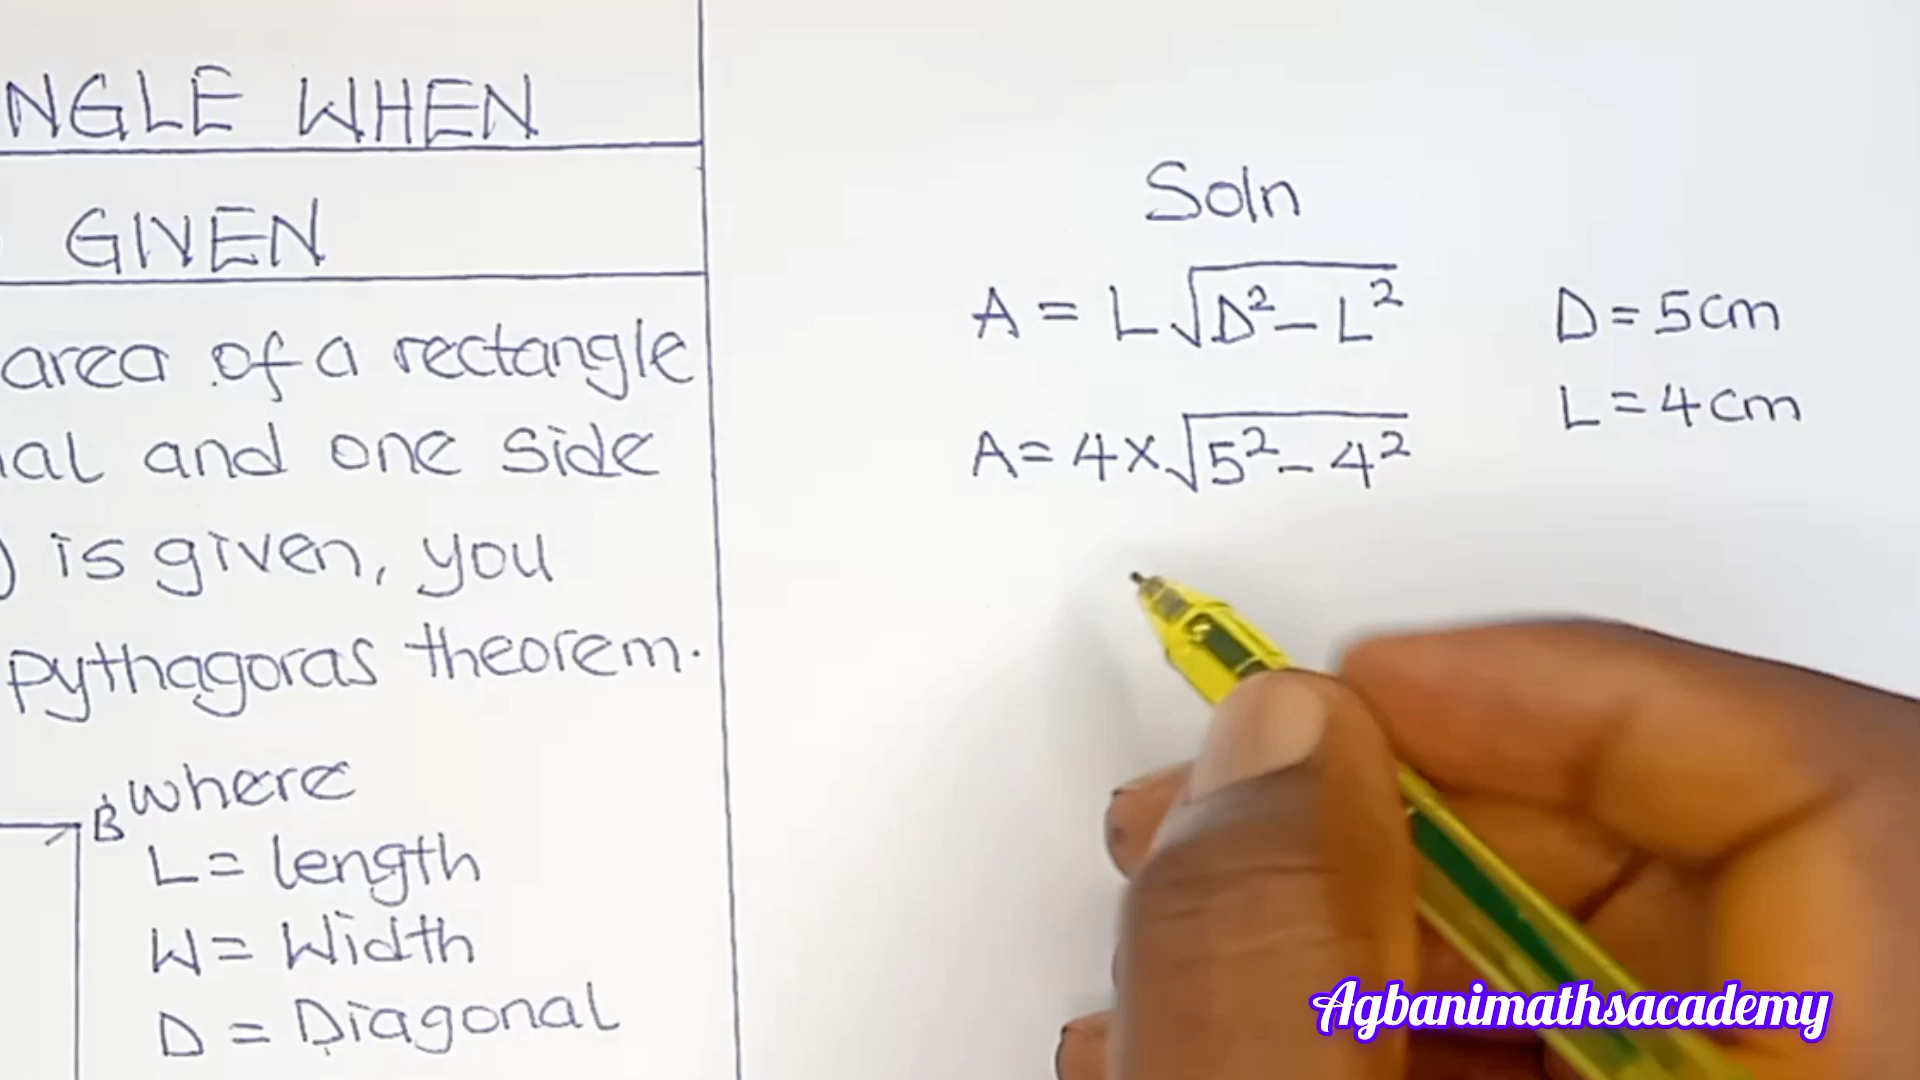 NGLE WHEN
GIVEN
area of a rectangle
nal and one side
) is given, you
pythagoras theorem.
B
where
L = length
W = Width
D = Diagonal
Soln
A = L√D² - L²
D = 5cm
L = 4cm
A = 4 x √5² - 4²
Agbanimathsacademy